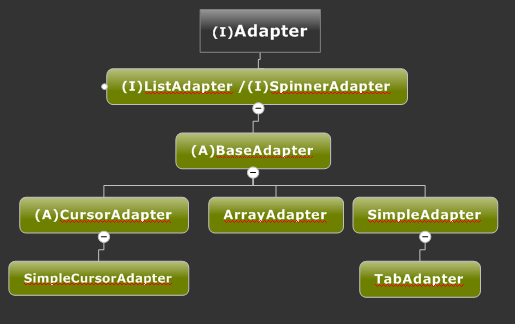 (I)Adapter
(I)ListAdapter /(I)SpinnerAdapter
(A)BaseAdapter
(A)CursorAdapter
ArrayAdapter
SimpleAdapter
SimpleCursorAdapter
TabAdapter